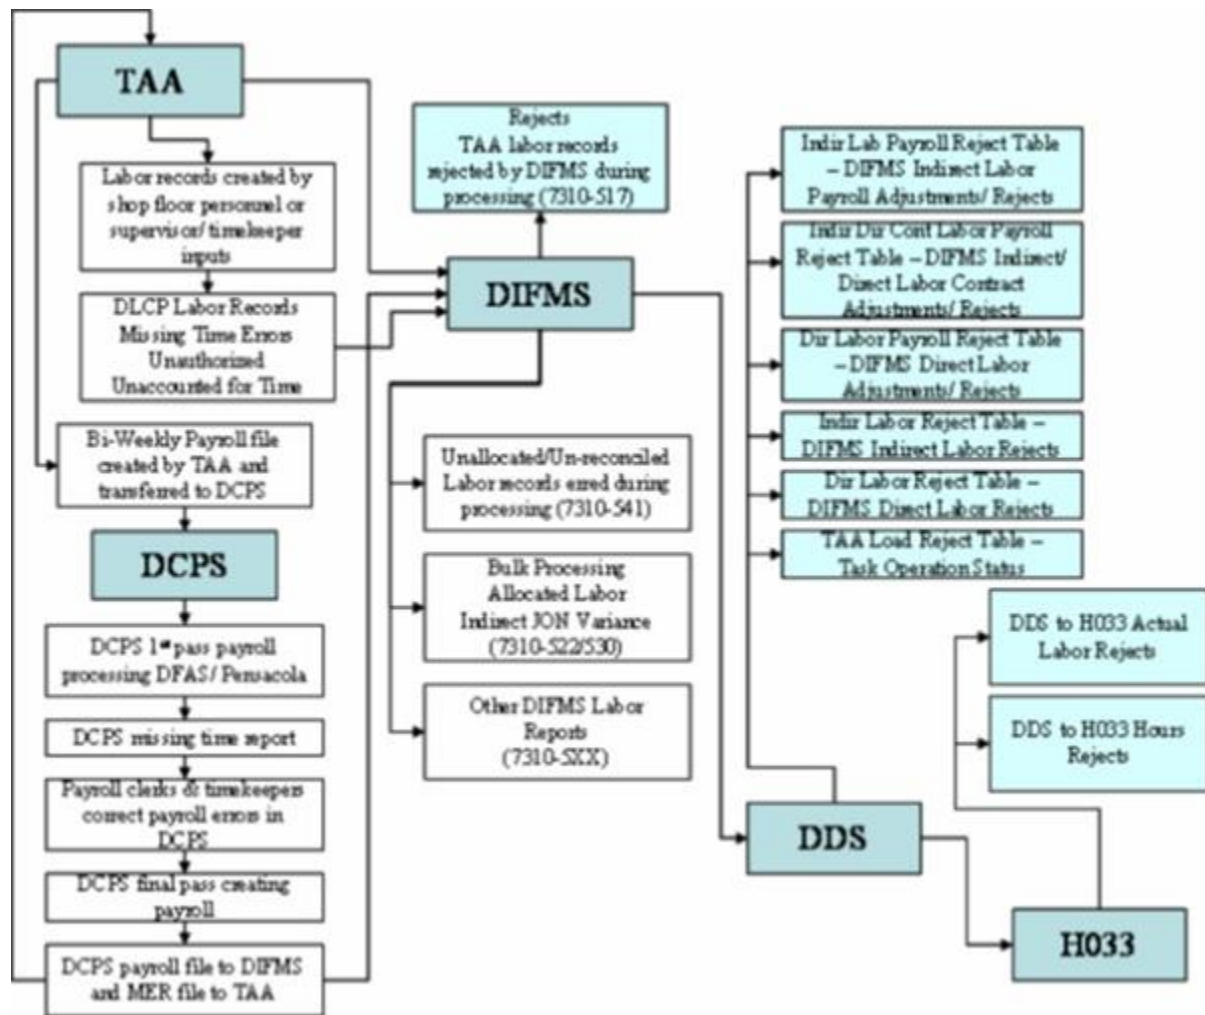 TAA
Labor records created by
shop floor personnel or
supervisor/ timekeeper
inputs
DLCP Labor Records
Missing Time Errors
Unauthorized
Unaccounted for Time
Bi-Weekly Payroll file
created by TAA and
transferred to DCPS
DCPS
DCPS 1st pass payroll
processing DFAS/ Pensacola
DCPS missing time report
Payroll clerks & timekeepers
correct payroll errors in
DCPS
DCPS final pass creating
payroll
DCPS payroll file to DIFMS
and MER file to TAA
Rejects
TAA labor records
rejected by DIFMS during
processing (7310-517)
DIFMS
Unallocated/Un-reconciled
Labor records erred during
processing (7310-541)
Bulk Processing
Allocated Labor
Indirect JON Variance
(7310-522/530)
Other DIFMS Labor
Reports
(7310-5XX)
Indir Lab Payroll Reject Table
– DIFMS Indirect Labor
Payroll Adjustments/ Rejects
Indir Dir Cont Labor Payroll
Reject Table – DIFMS Indirect/
Direct Labor Contract
Adjustments/ Rejects
Dir Labor Payroll Reject Table
– DIFMS Direct Labor
Adjustments/ Rejects
Indir Labor Reject Table –
DIFMS Indirect Labor Rejects
Dir Labor Reject Table –
DIFMS Direct Labor Rejects
TAA Load Reject Table –
Task Operation Status
DDS to H033 Actual
Labor Rejects
DDS to H033 Hours
Rejects
DDS
H033